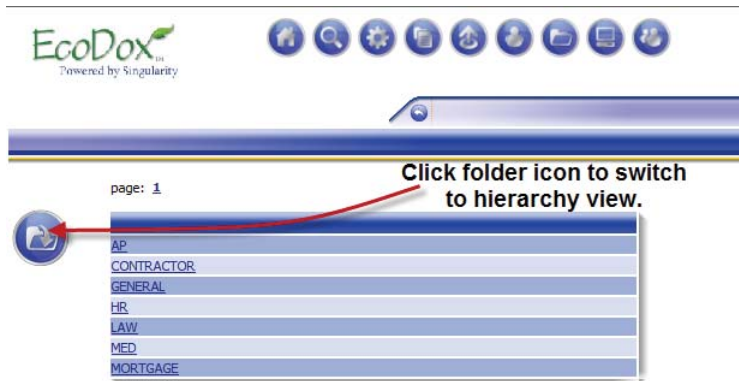 EcoDox TM
Powered by Singularity
Click folder icon to switch
to hierarchy view.
page: 1
AP
CONTRACTOR
GENERAL
HR
LAW
MED
MORTGAGE